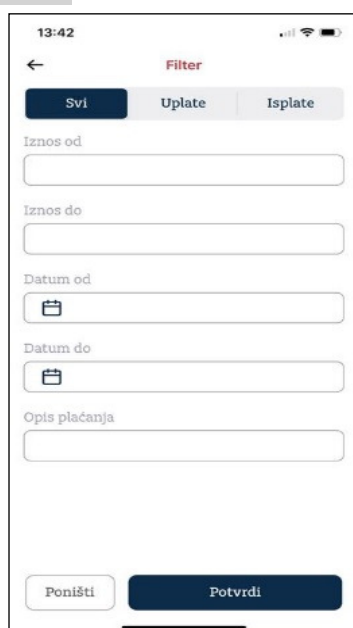 13:42
Filter
Svi Uplate Isplate
Iznos od
Iznos do
Datum od
Datum do
Opis plaćanja
Poništi Potvrdi